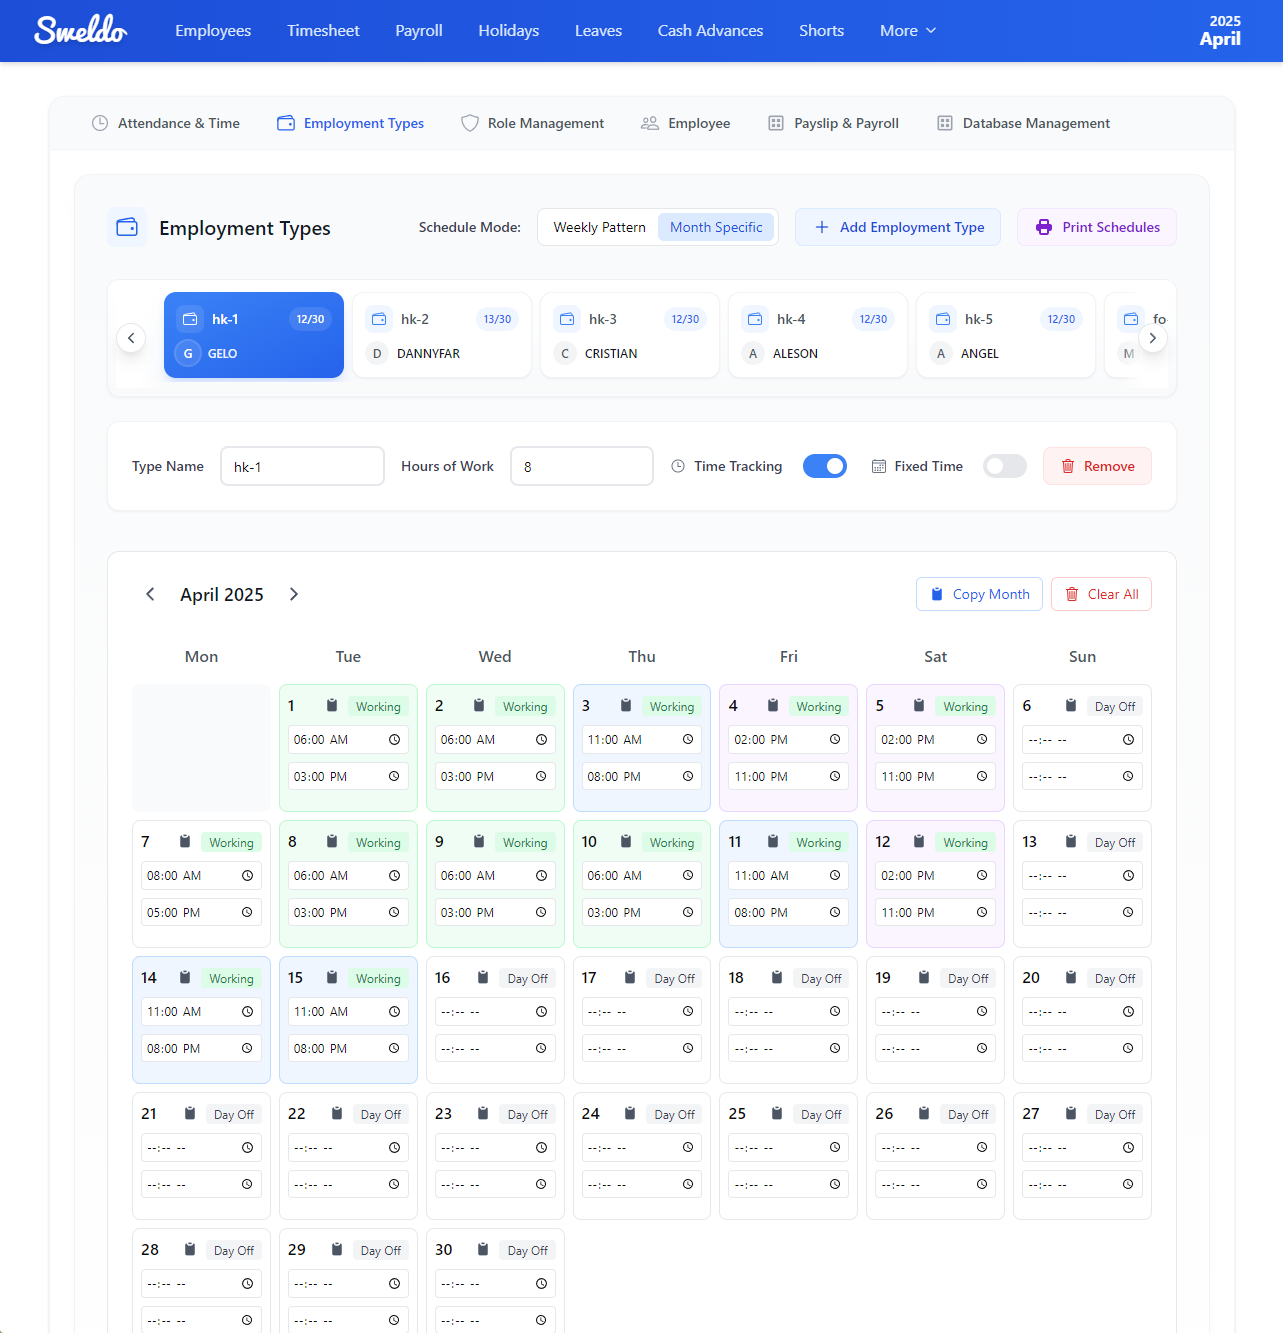 Sweldo Employees Timesheet Payroll Holidays Leaves Cash Advances Shorts More 2025
April
Attendance & Time Employment Types Role Management Employee Payslip & Payroll Database Management
Employment Types Schedule Mode: Weekly Pattern Month Specific Add Employment Type Print Schedules
hk-1 12/30 hk-2 13/30 hk-3 12/30 hk-4 12/30 hk-5 12/30 fo
G GELO D DANNYFAR C CRISTIAN A ALESON A ANGEL M
Type Name hk-1 Hours of Work 8 Time Tracking Fixed Time Remove
April 2025 Copy Month Clear All
Mon Tue Wed Thu Fri Sat Sun
1 Working 2 Working 3 Working 4 Working 5 Working 6 Day Off
06:00 AM 06:00 AM 11:00 AM 02:00 PM 02:00 PM --:-- --
03:00 PM 03:00 PM 08:00 PM 11:00 PM 11:00 PM --:-- --
7 Working 8 Working 9 Working 10 Working 11 Working 12 Working 13 Day Off
08:00 AM 06:00 AM 06:00 AM 06:00 AM 11:00 AM 02:00 PM --:-- --
05:00 PM 03:00 PM 03:00 PM 03:00 PM 08:00 PM 11:00 PM --:-- --
14 Working 15 Working 16 Day Off 17 Day Off 18 Day Off 19 Day Off 20 Day Off
11:00 AM 11:00 AM --:-- -- --:-- -- --:-- -- --:-- -- --:-- --
08:00 PM 08:00 PM --:-- -- --:-- -- --:-- -- --:-- -- --:-- --
21 Day Off 22 Day Off 23 Day Off 24 Day Off 25 Day Off 26 Day Off 27 Day Off
--:-- -- --:-- -- --:-- -- --:-- -- --:-- -- --:-- -- --:-- --
--:-- -- --:-- -- --:-- -- --:-- -- --:-- -- --:-- -- --:-- --
28 Day Off 29 Day Off 30 Day Off
--:-- -- --:-- -- --:-- --
--:-- -- --:-- -- --:-- --